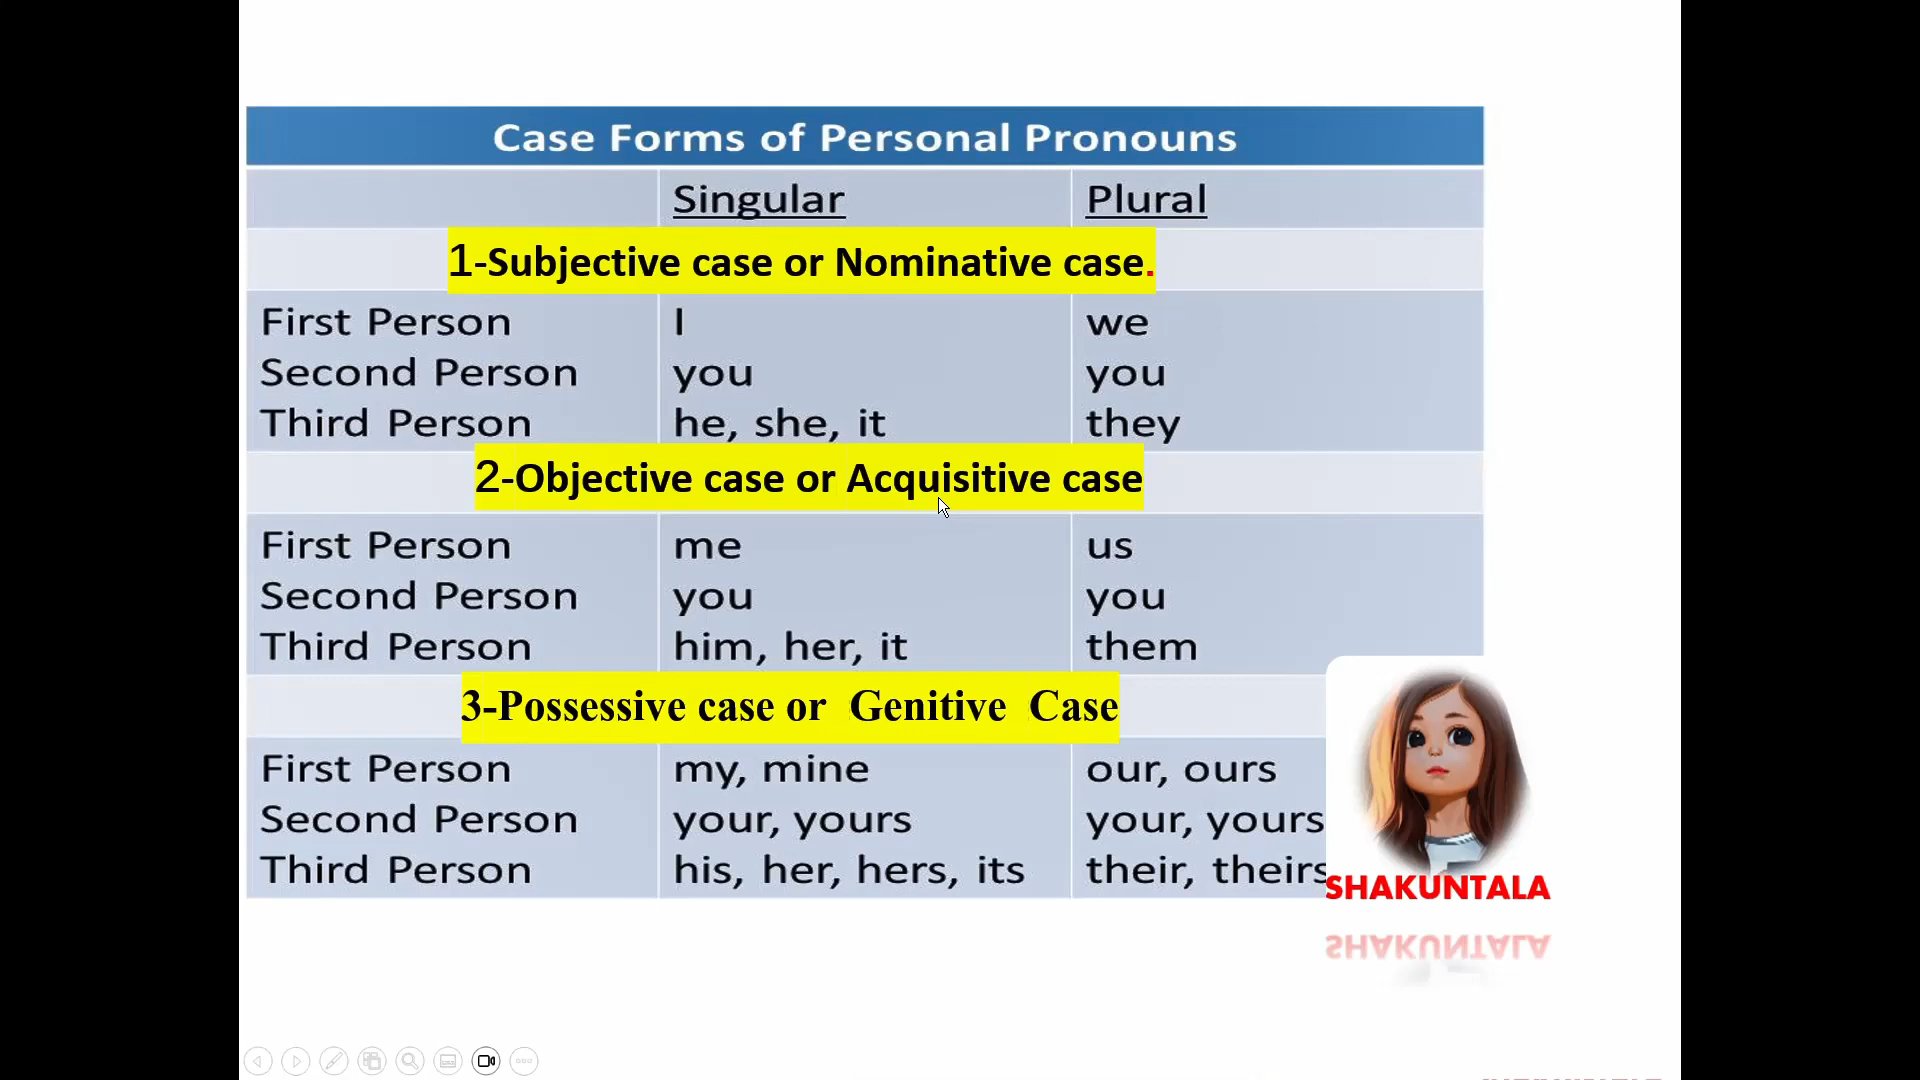 Case Forms of Personal Pronouns
Singular Plural
1-Subjective case or Nominative case.
First Person I we
Second Person you you
Third Person he, she, it they
2-Objective case or Acquisitive case
First Person me us
Second Person you you
Third Person him, her, it them
3-Possessive case or Genitive Case
First Person my, mine our, ours
Second Person your, yours your, yours
Third Person his, her, hers, its their, theirs
SHAKUNTALA